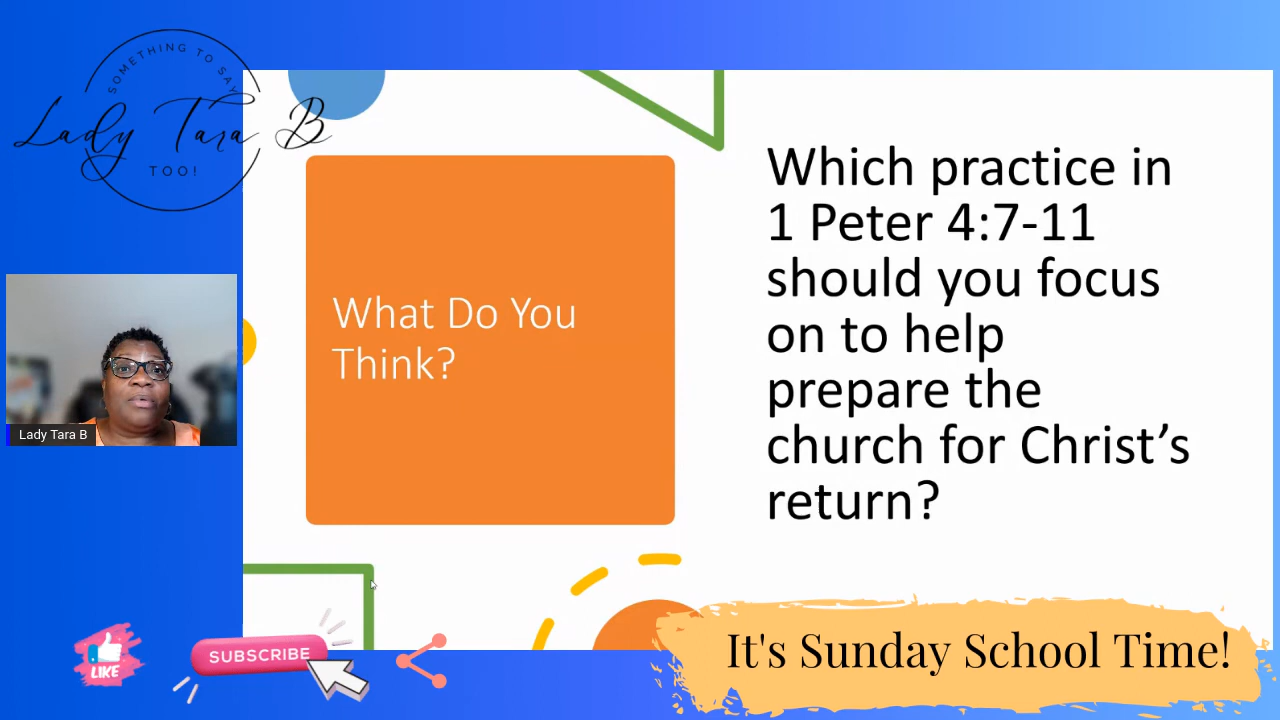 SOMETHING TO SAY
Lady Tara B
TOO!
What Do You
Think?
Which practice in
1 Peter 4:7-11
should you focus
on to help
prepare the
church for Christ’s
return?
Lady Tara B
LIKE
SUBSCRIBE
It's Sunday School Time!